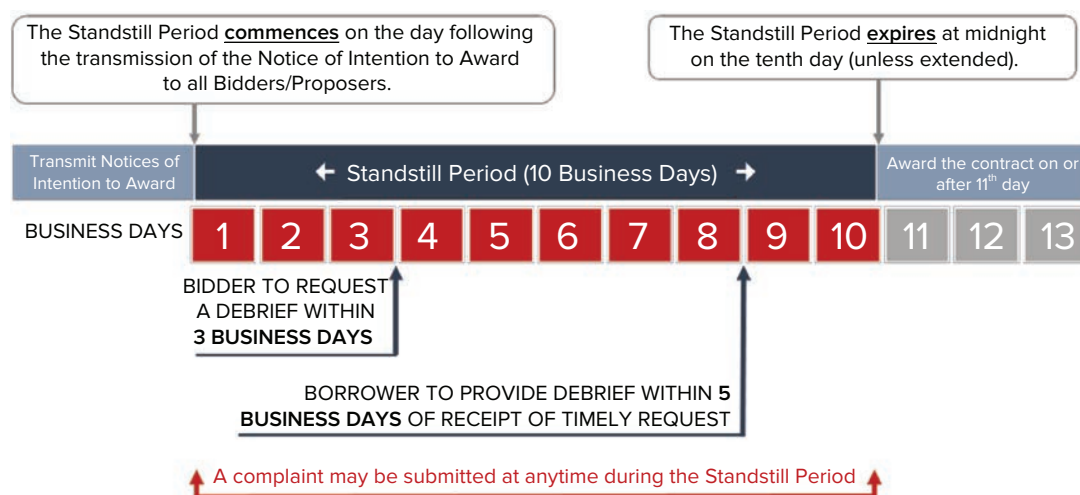 The Standstill Period commences on the day following
the transmission of the Notice of Intention to Award
to all Bidders/Proposers.
The Standstill Period expires at midnight
on the tenth day (unless extended).
Transmit Notices of
Intention to Award
← Standstill Period (10 Business Days) →
Award the contract on or
after 11th day
BUSINESS DAYS 1 2 3 4 5 6 7 8 9 10 11 12 13
BIDDER TO REQUEST
A DEBRIEF WITHIN
3 BUSINESS DAYS
BORROWER TO PROVIDE DEBRIEF WITHIN 5
BUSINESS DAYS OF RECEIPT OF TIMELY REQUEST
A complaint may be submitted at anytime during the Standstill Period